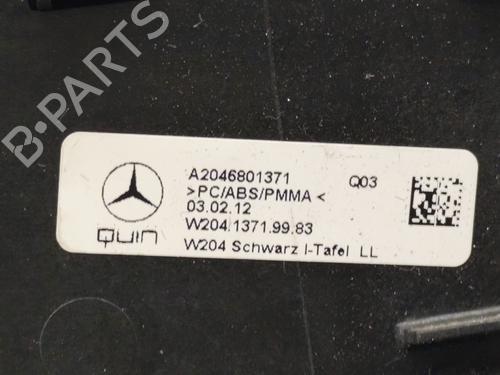 B-PARTS
A2046801371 Q03
>PC/ABS/PMMA<
03.02.12
W204.1371.99.83
W204 Schwarz I-Tafel LL
QUIN